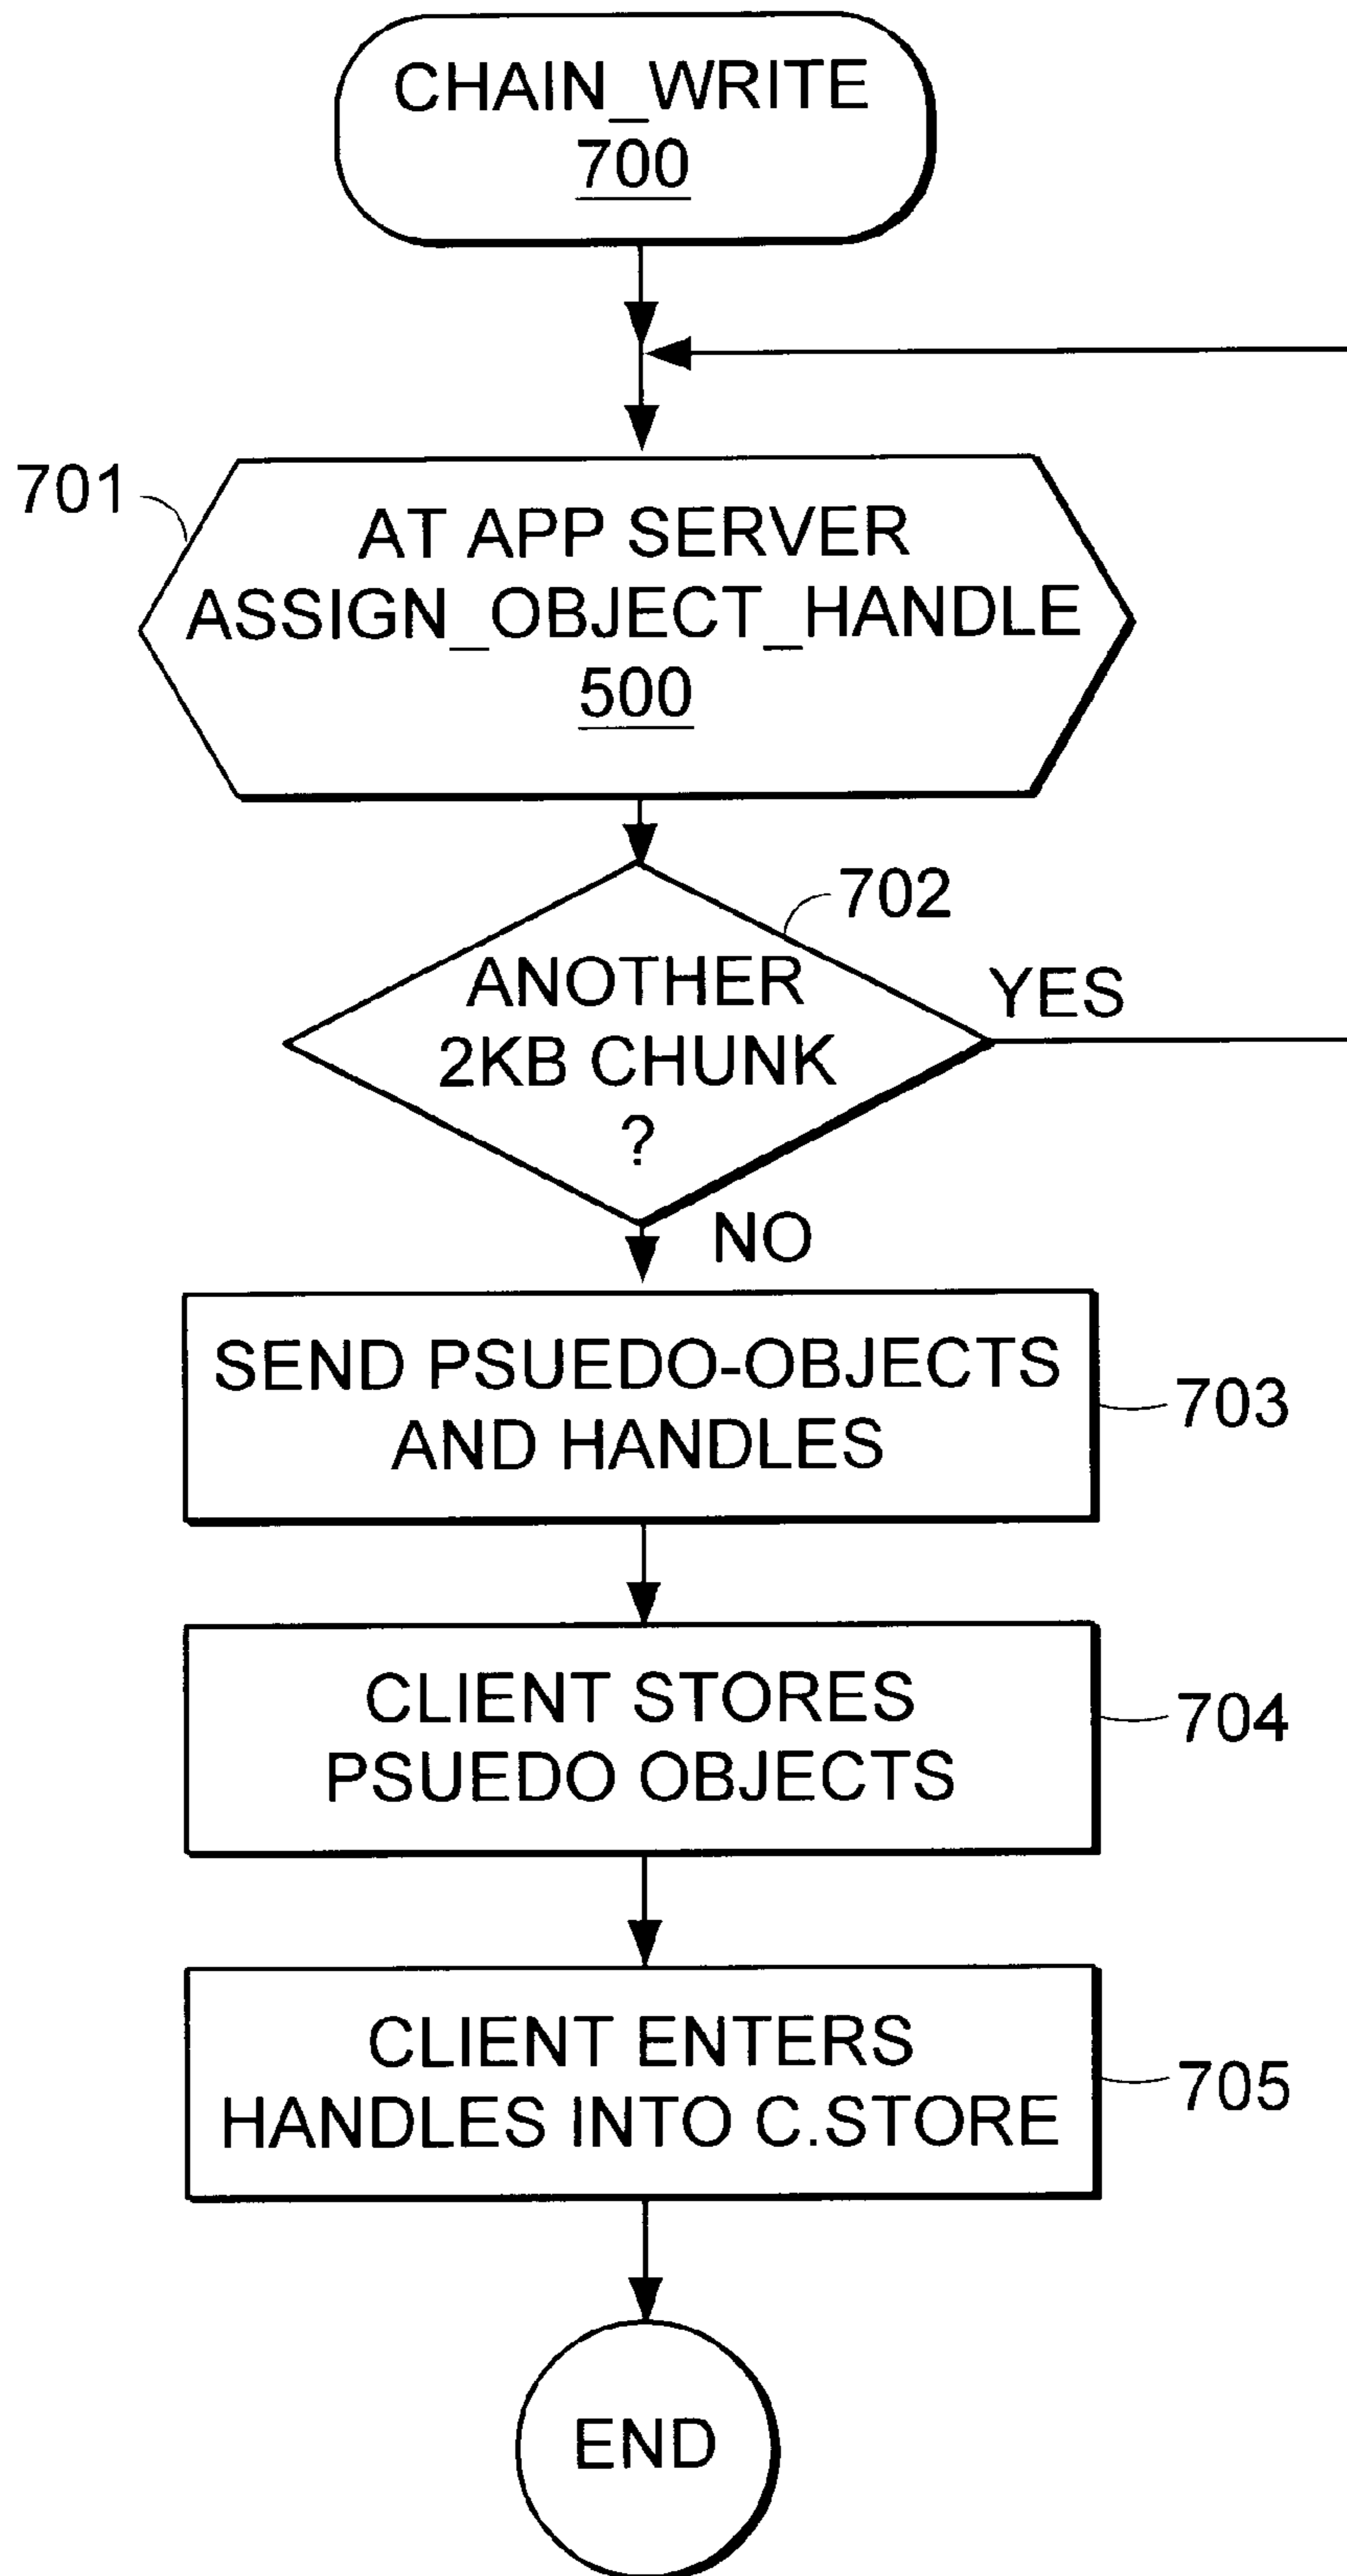 CHAIN_WRITE
700
701
AT APP SERVER
ASSIGN_OBJECT_HANDLE
500
702
ANOTHER
2KB CHUNK
?
YES
NO
SEND PSUEDO-OBJECTS
AND HANDLES
703
CLIENT STORES
PSUEDO OBJECTS
704
CLIENT ENTERS
HANDLES INTO C.STORE
705
END